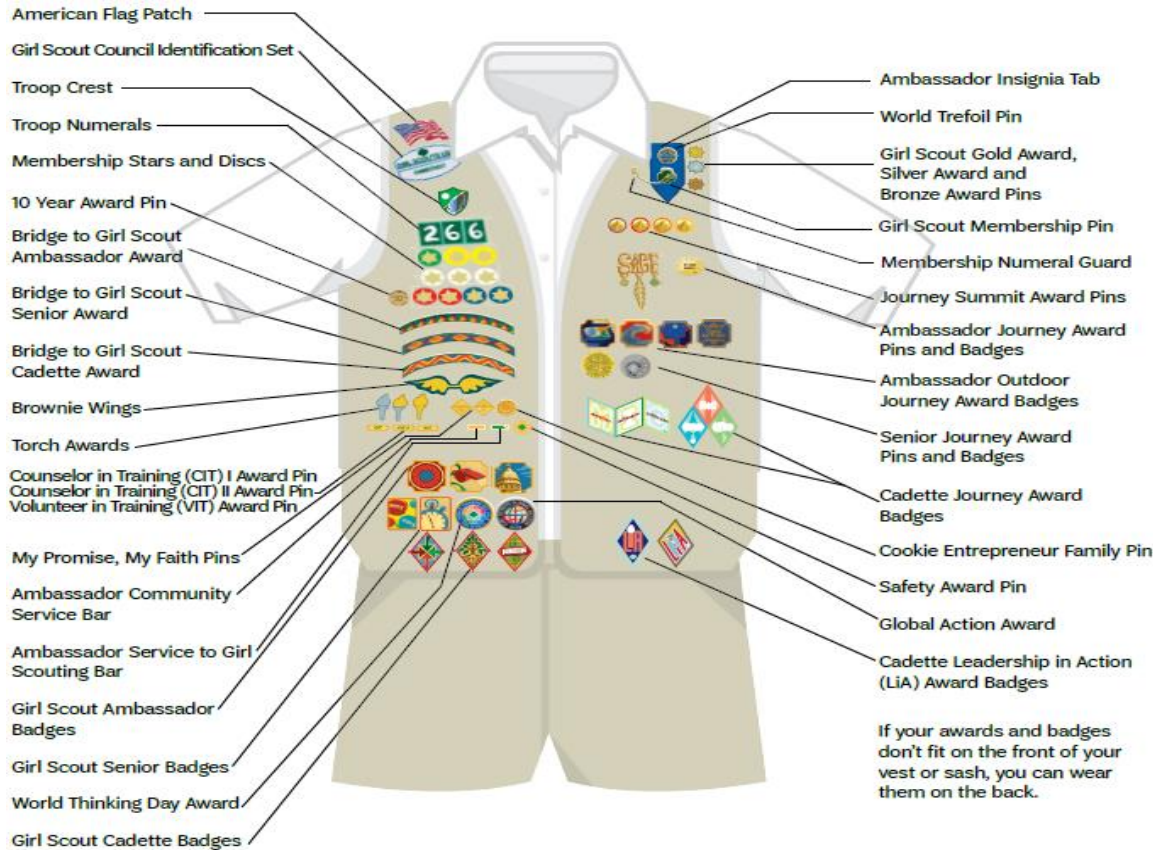 American Flag Patch
Girl Scout Council Identification Set
Troop Crest
Troop Numerals
Membership Stars and Discs
10 Year Award Pin
Bridge to Girl Scout
Ambassador Award
Bridge to Girl Scout
Senior Award
Bridge to Girl Scout
Cadette Award
Brownie Wings
Torch Awards
Counselor in Training (CIT) I Award Pin
Counselor in Training (CIT) II Award Pin
Volunteer in Training (VIT) Award Pin
My Promise, My Faith Pins
Ambassador Community
Service Bar
Ambassador Service to Girl
Scouting Bar
Girl Scout Ambassador
Badges
Girl Scout Senior Badges
World Thinking Day Award
Girl Scout Cadette Badges
266
SAGE
LiA
Ambassador Insignia Tab
World Trefoil Pin
Girl Scout Gold Award,
Silver Award and
Bronze Award Pins
Girl Scout Membership Pin
Membership Numeral Guard
Journey Summit Award Pins
Ambassador Journey Award
Pins and Badges
Ambassador Outdoor
Journey Award Badges
Senior Journey Award
Pins and Badges
Cadette Journey Award
Badges
Cookie Entrepreneur Family Pin
Safety Award Pin
Global Action Award
Cadette Leadership in Action
(LiA) Award Badges
If your awards and badges
don't fit on the front of your
vest or sash, you can wear
them on the back.